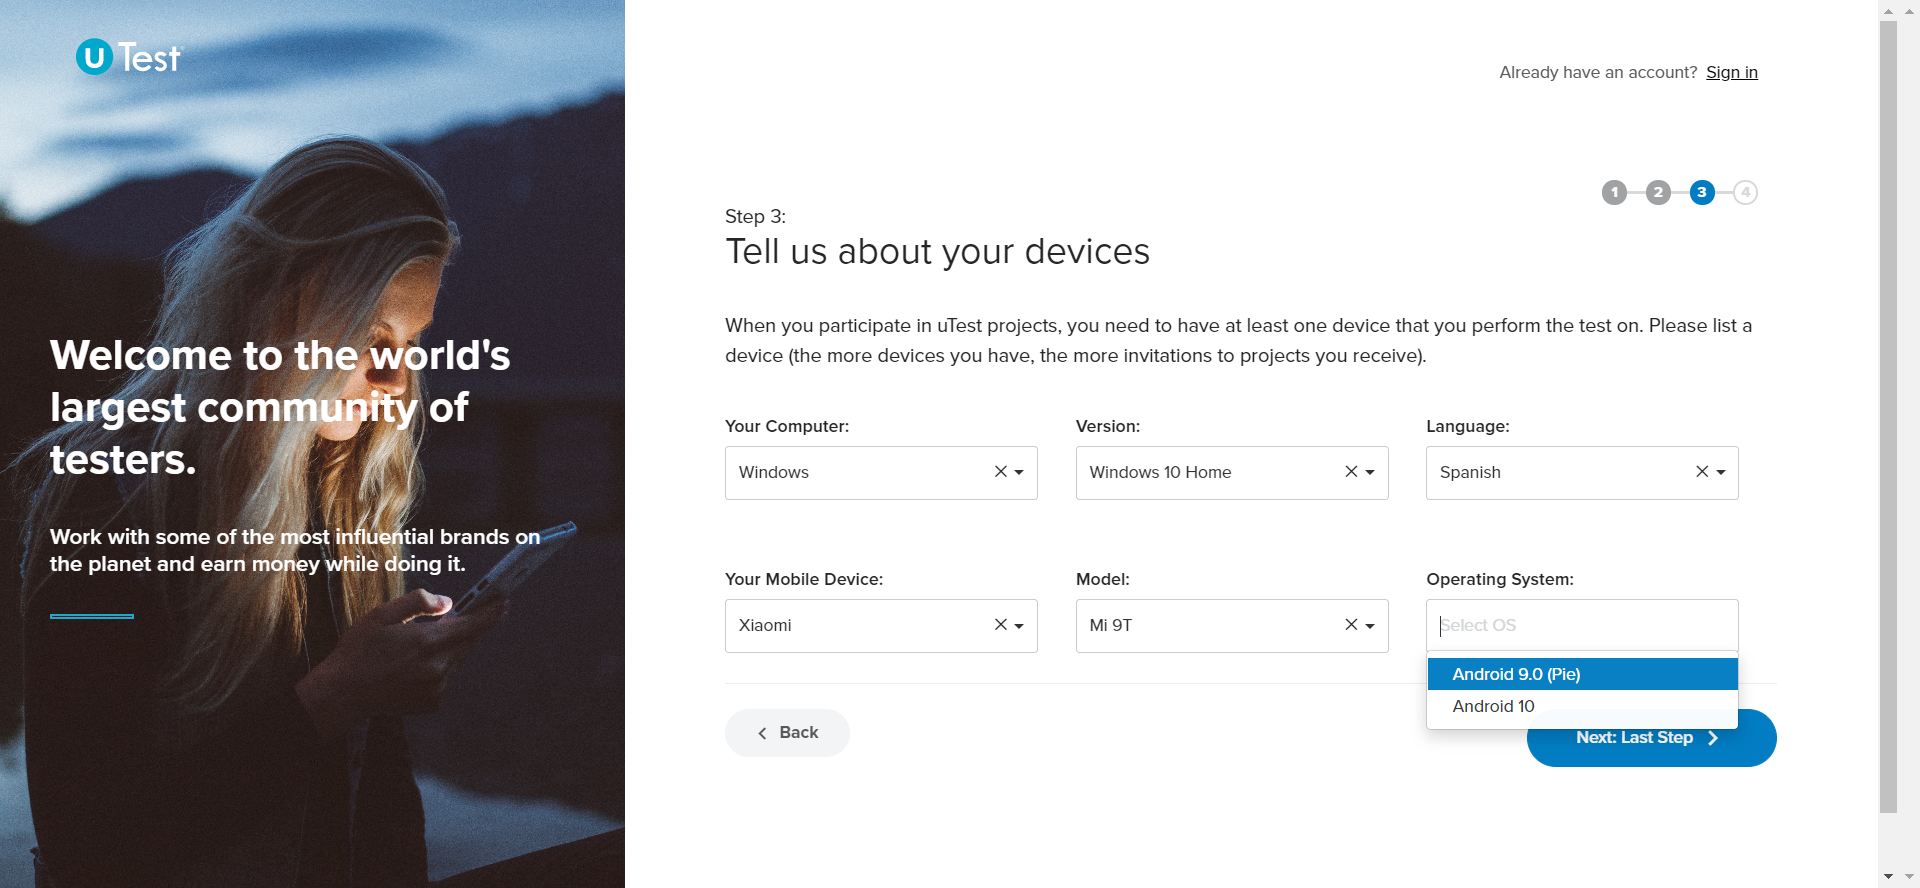 U Test
Already have an account? Sign in
1 2 3 4
Step 3:
Tell us about your devices
When you participate in uTest projects, you need to have at least one device that you perform the test on. Please list a
device (the more devices you have, the more invitations to projects you receive).
Welcome to the world's
largest community of
testers.
Work with some of the most influential brands on
the planet and earn money while doing it.
Your Computer:
Windows
Version:
Windows 10 Home
Language:
Spanish
Your Mobile Device:
Xiaomi
Model:
Mi 9T
Operating System:
Select OS
Android 9.0 (Pie)
Android 10
Back
Next: Last Step